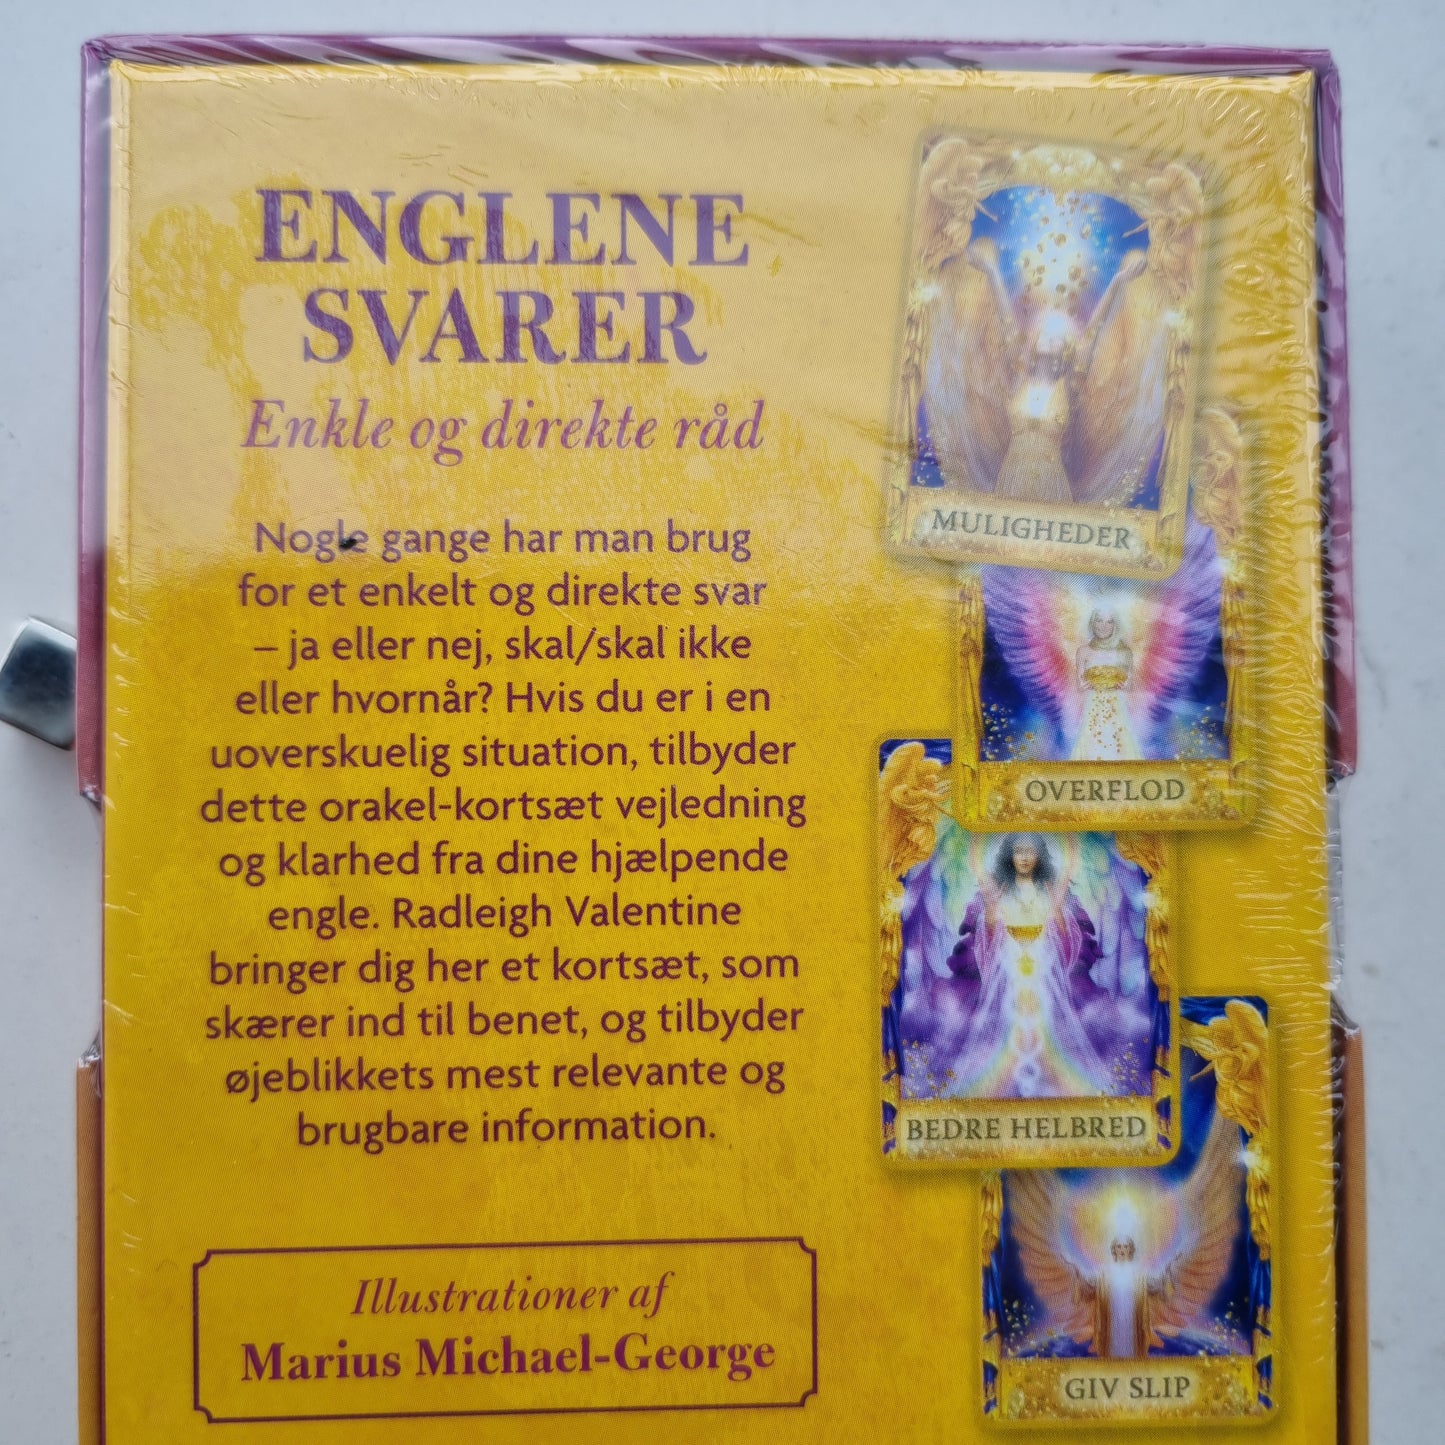 ENGLENE
SVARER
Enkle og direkte råd
Nogle gange har man brug
for et enkelt og direkte svar
– ja eller nej, skal/skal ikke
eller hvornår? Hvis du er i en
uoverskuelig situation, tilbyder
dette orakel-kortsæt vejledning
og klarhed fra dine hjælpende
engle. Radleigh Valentine
bringer dig her et kortsæt, som
skærer ind til benet, og tilbyder
øjeblikkets mest relevante og
brugbare information.
Illustrationer af
Marius Michael-George
MULIGHEDER
OVERFLOD
BEDRE HELBRED
GIV SLIP